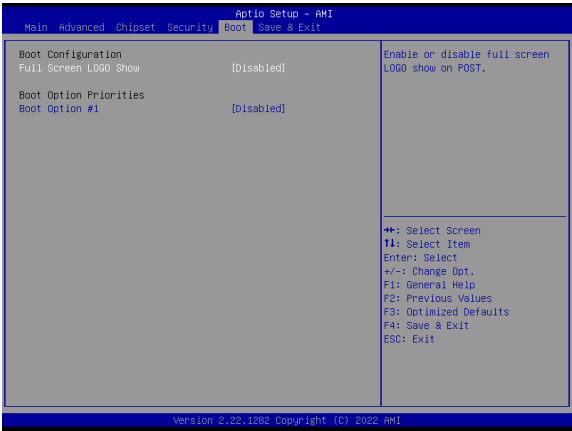 Aptio Setup - AMI
Main Advanced Chipset Security Boot Save & Exit
Boot Configuration
Full Screen LOGO Show [Disabled]
Boot Option Priorities
Boot Option #1 [Disabled]
Enable or disable full screen
LOGO show on POST.
→←: Select Screen
↑↓: Select Item
Enter: Select
+/-: Change Opt.
F1: General Help
F2: Previous Values
F3: Optimized Defaults
F4: Save & Exit
ESC: Exit
Version 2.22.1282 Copyright (C) 2022 AMI